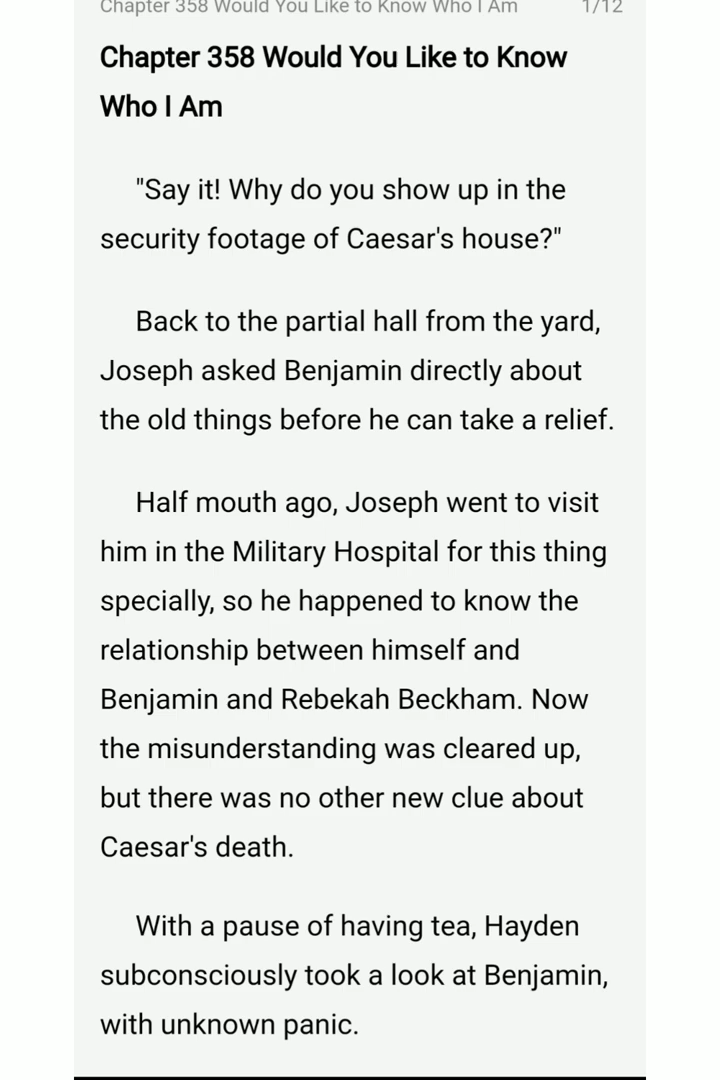 Chapter 358 Would You Like to Know Who I Am 1/12
Chapter 358 Would You Like to Know
Who I Am
"Say it! Why do you show up in the
security footage of Caesar's house?"
Back to the partial hall from the yard,
Joseph asked Benjamin directly about
the old things before he can take a relief.
Half mouth ago, Joseph went to visit
him in the Military Hospital for this thing
specially, so he happened to know the
relationship between himself and
Benjamin and Rebekah Beckham. Now
the misunderstanding was cleared up,
but there was no other new clue about
Caesar's death.
With a pause of having tea, Hayden
subconsciously took a look at Benjamin,
with unknown panic.